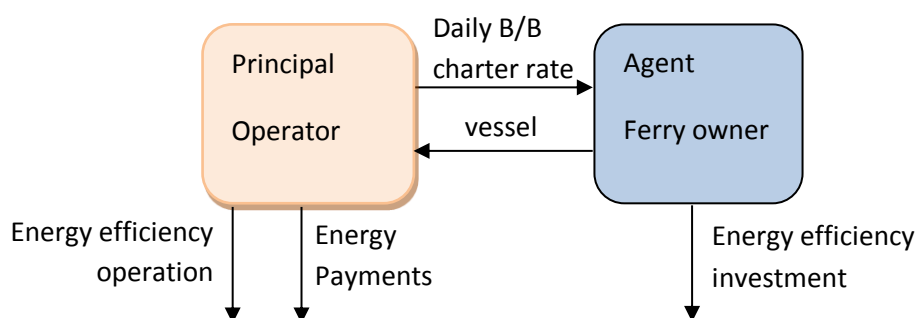 Daily B/B
charter rate
Principal
Operator
vessel
Agent
Ferry owner
Energy efficiency
operation
Energy
Payments
Energy efficiency
investment